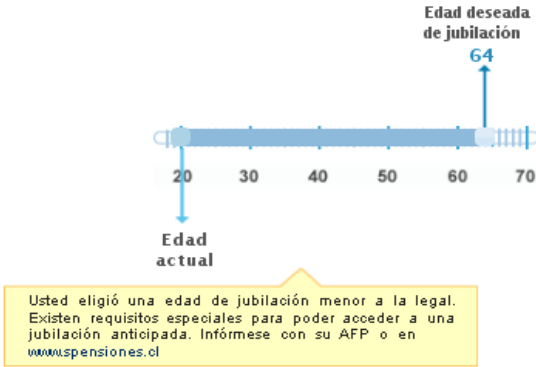 Edad deseada
de jubilación
64
20 30 40 50 60 70
Edad
actual
Usted eligió una edad de jubilación menor a la legal.
Existen requisitos especiales para poder acceder a una
jubilación anticipada. Infórmese con su AFP o en
www.spensiones.cl